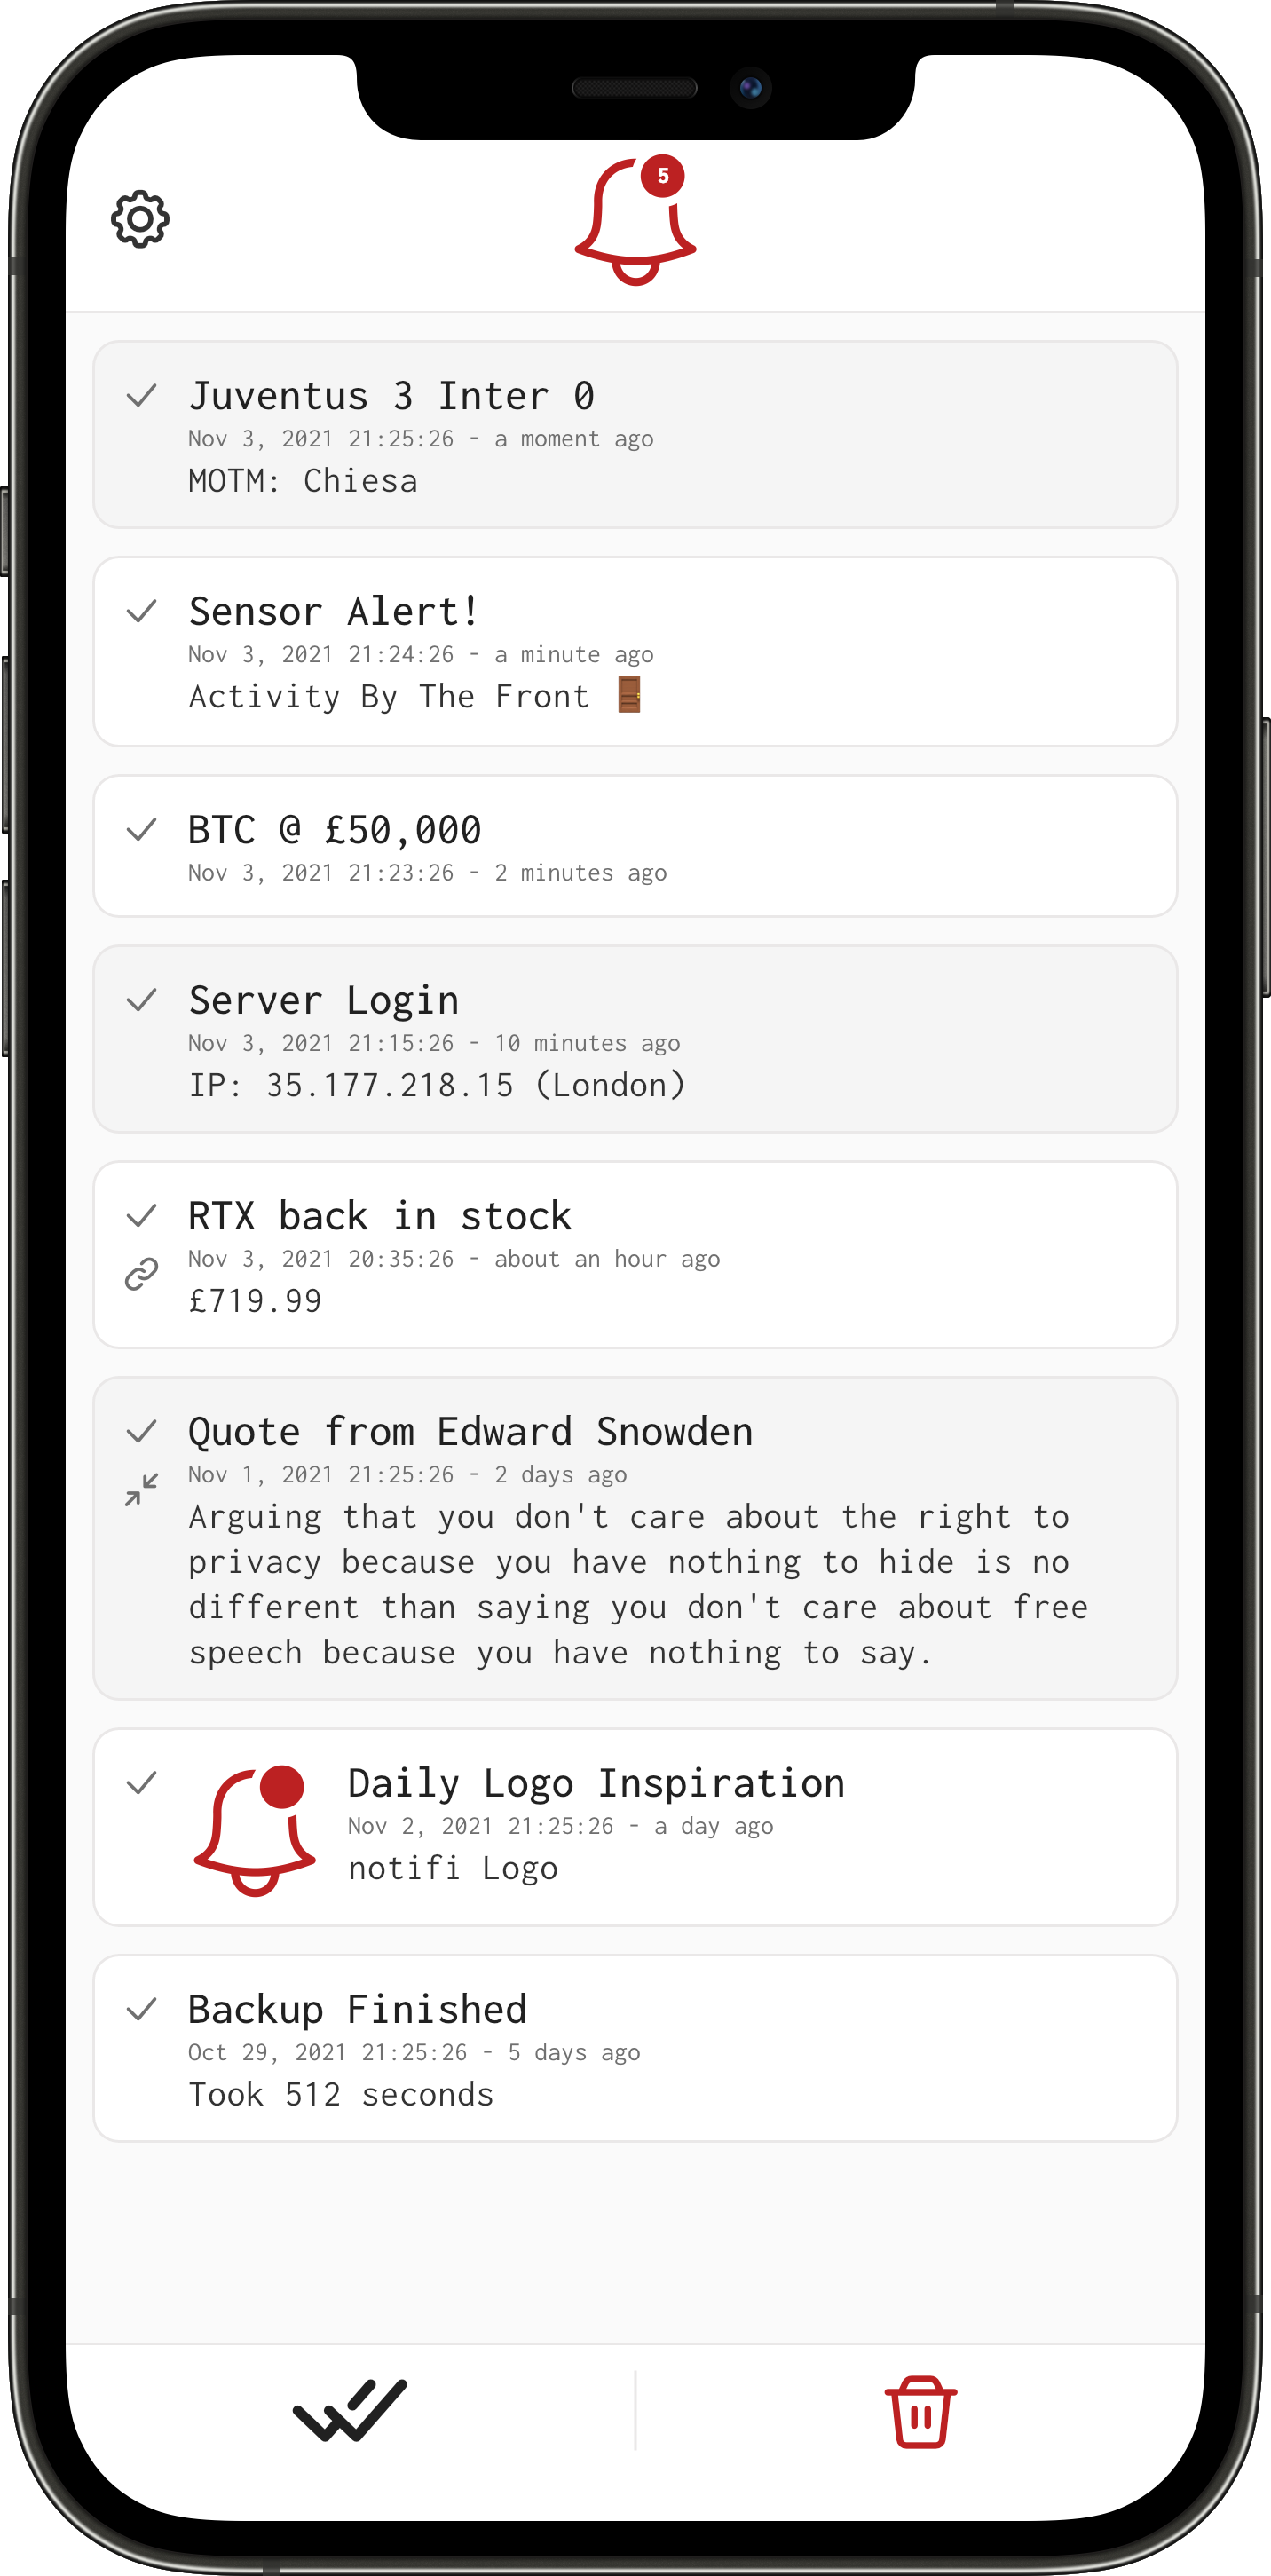 5
Juventus 3 Inter 0
Nov 3, 2021 21:25:26 - a moment ago
MOTM: Chiesa
Sensor Alert!
Nov 3, 2021 21:24:26 - a minute ago
Activity By The Front 🚪
BTC @ £50,000
Nov 3, 2021 21:23:26 - 2 minutes ago
Server Login
Nov 3, 2021 21:15:26 - 10 minutes ago
IP: 35.177.218.15 (London)
RTX back in stock
Nov 3, 2021 20:35:26 - about an hour ago
£719.99
Quote from Edward Snowden
Nov 1, 2021 21:25:26 - 2 days ago
Arguing that you don't care about the right to
privacy because you have nothing to hide is no
different than saying you don't care about free
speech because you have nothing to say.
Daily Logo Inspiration
Nov 2, 2021 21:25:26 - a day ago
notifi Logo
Backup Finished
Oct 29, 2021 21:25:26 - 5 days ago
Took 512 seconds